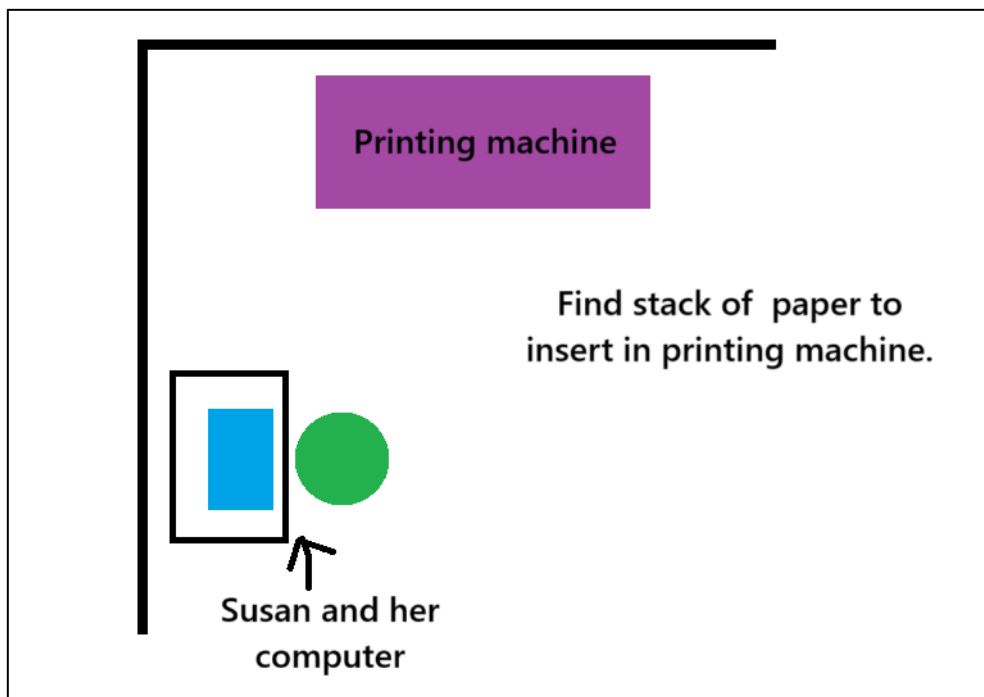 Printing machine
Find stack of  paper to
insert in printing machine.
Susan and her
computer